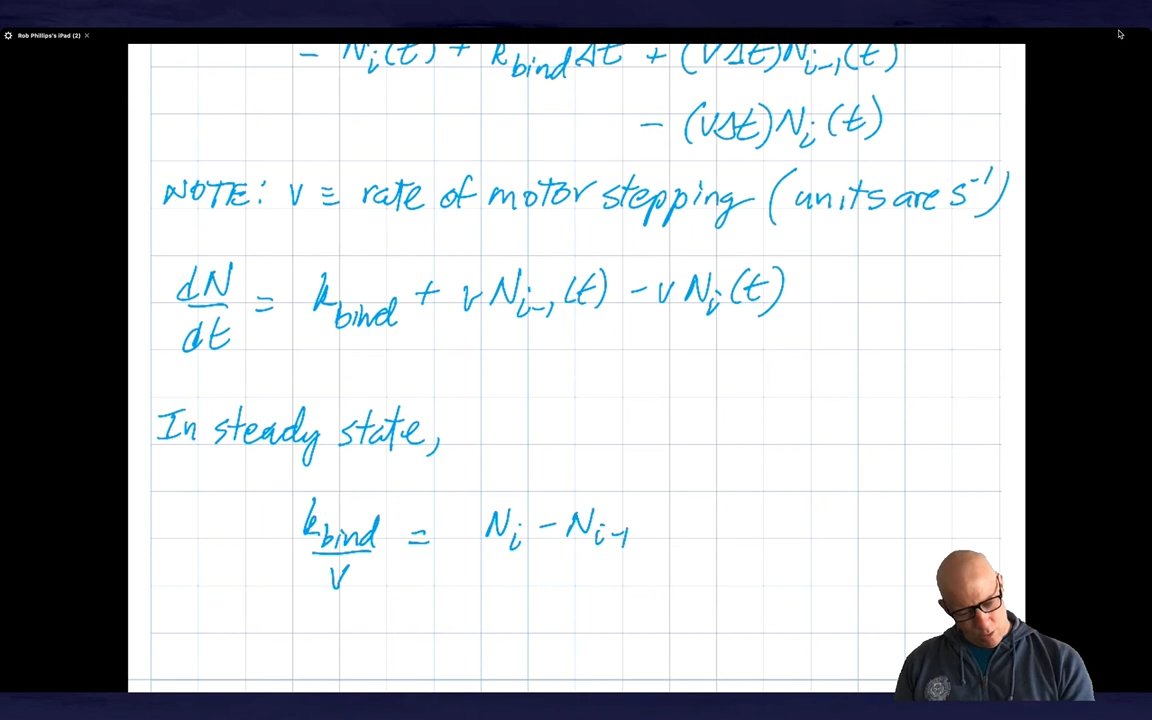 Rob Phillips's iPad (2)
- Nᵢ(t) + k_bind Δt + (VΔt)Nᵢ₋₁(t)
- (VΔt)Nᵢ(t)
NOTE: V ≡ rate of motor stepping (units are s⁻¹)
dN/dt = k_bind + vNᵢ₋₁(t) - vNᵢ(t)
In steady state,
k_bind/V = Nᵢ - Nᵢ₋₁